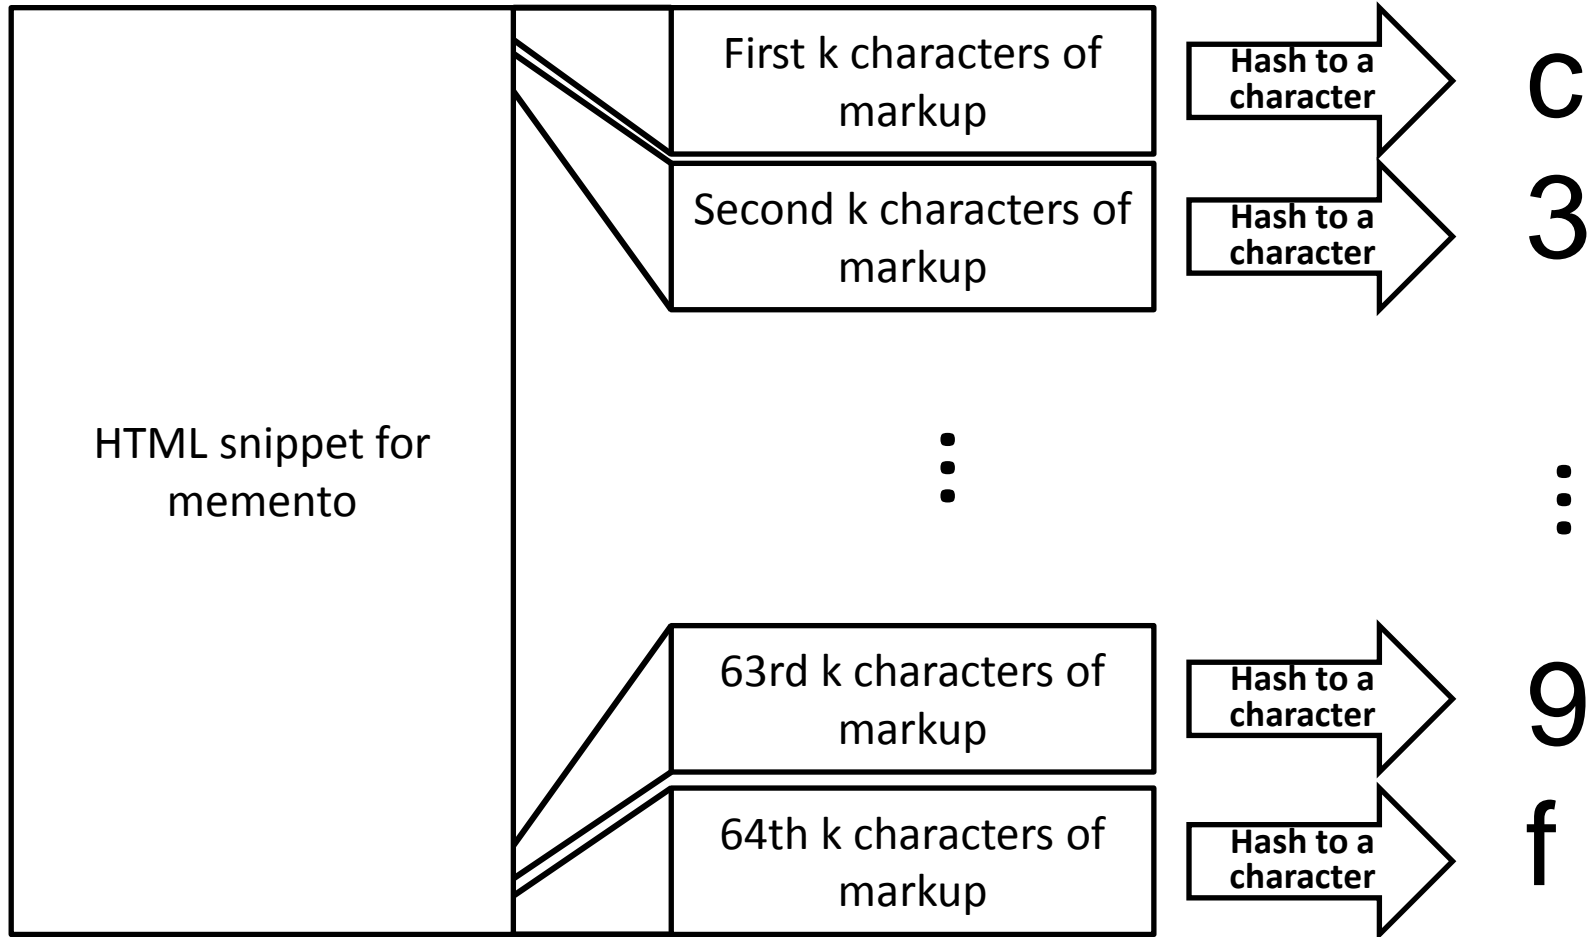 First k characters of
markup
Hash to a
character
c
Second k characters of
markup
Hash to a
character
3
HTML snippet for
memento
63rd k characters of
markup
Hash to a
character
9
64th k characters of
markup
Hash to a
character
f